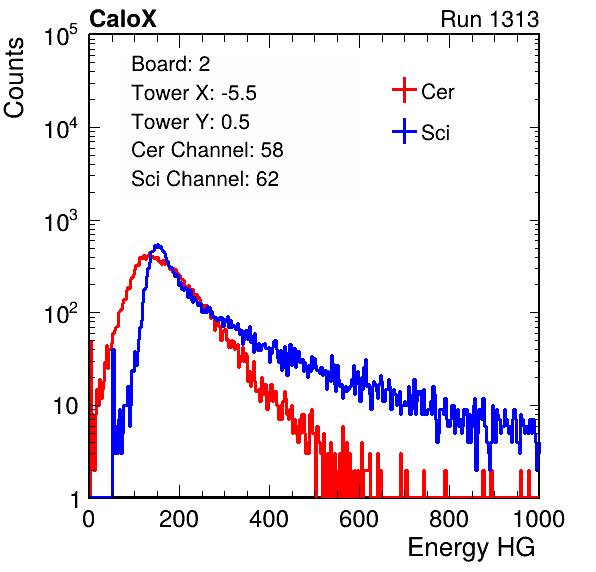 CaloX Run 1313
Counts
Board: 2
Tower X: -5.5
Tower Y: 0.5
Cer Channel: 58
Sci Channel: 62
Cer
Sci
10^5
10^4
10^3
10^2
10
1
0 200 400 600 800 1000
Energy HG